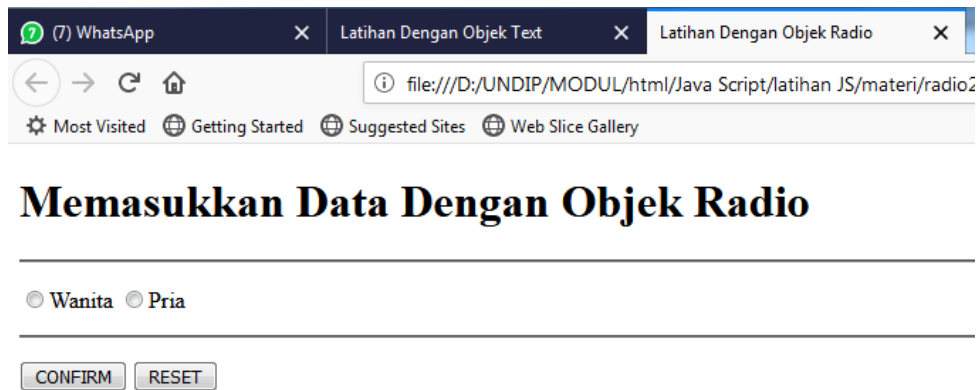 (7) WhatsApp Latihan Dengan Objek Text Latihan Dengan Objek Radio
file:///D:/UNDIP/MODUL/html/Java Script/latihan JS/materi/radio2
Most Visited Getting Started Suggested Sites Web Slice Gallery
Memasukkan Data Dengan Objek Radio
Wanita Pria
CONFIRM RESET